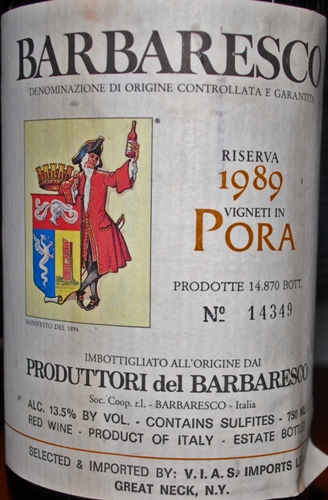 BARBARESCO
DENOMINAZIONE DI ORIGINE CONTROLLATA E GARANTITA
®
RISERVA
1989
VIGNETI IN
PORA
PRODOTTE 14.870 BOTT.
No 14349
MANIFESTO DEL 1894
IMBOTTIGLIATO ALL'ORIGINE DAI
PRODUTTORI del BARBARESCO
Soc. Coop. r.l. - BARBARESCO - Italia
ALC. 13.5% BY VOL. - CONTAINS SULFITES - 750 ML
RED WINE - PRODUCT OF ITALY - ESTATE BOTTLED
SELECTED & IMPORTED BY: V.I.A.S. IMPORTS
GREAT NECK, N.Y.